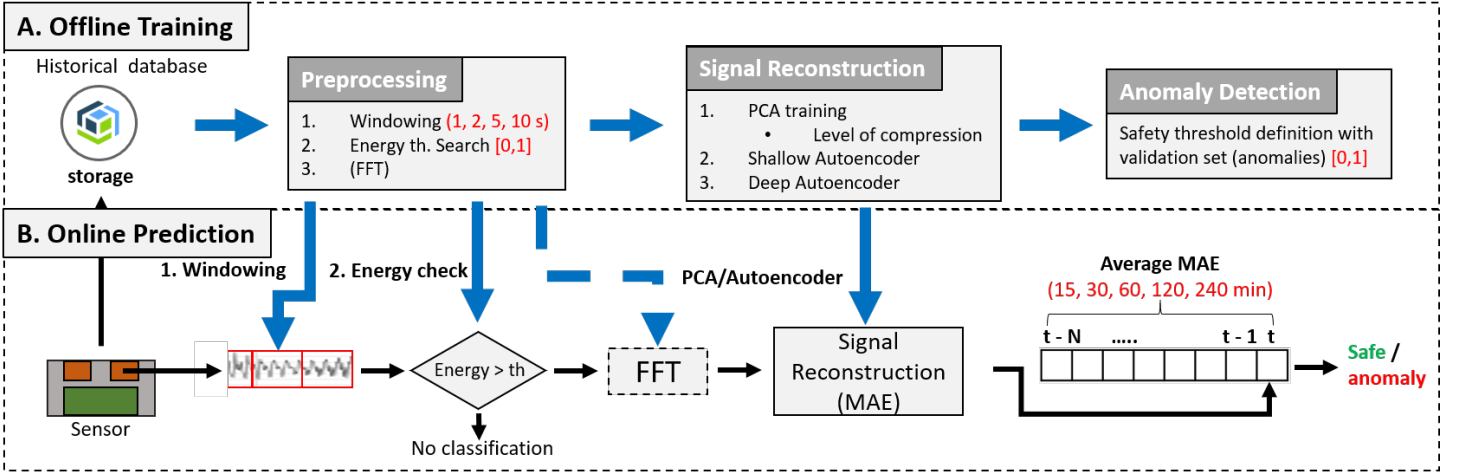 A. Offline Training
Historical database
storage
Preprocessing
1. Windowing (1, 2, 5, 10 s)
2. Energy th. Search [0,1]
3. (FFT)
Signal Reconstruction
1. PCA training
• Level of compression
2. Shallow Autoencoder
3. Deep Autoencoder
Anomaly Detection
Safety threshold definition with
validation set (anomalies) [0,1]
B. Online Prediction
1. Windowing
2. Energy check
PCA/Autoencoder
Average MAE
(15, 30, 60, 120, 240 min)
t - N ..... t - 1 t
Sensor
Energy > th
No classification
FFT
Signal
Reconstruction
(MAE)
Safe /
anomaly